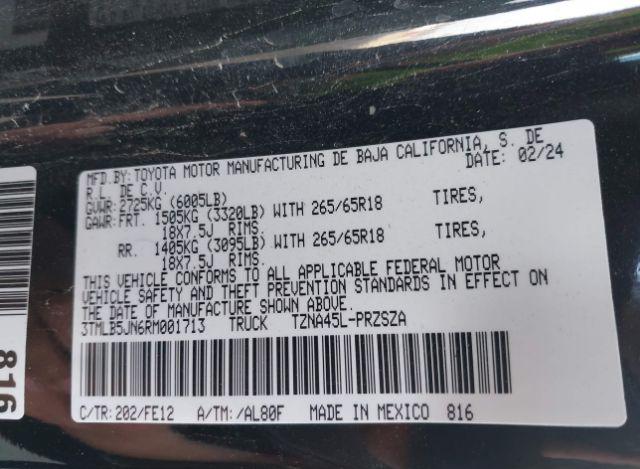 MFD.BY: TOYOTA MOTOR MANUFACTURING DE BAJA CALIFORNIA, S. DE
R.L. DE C.V. DATE: 02/24
GVWR: 2725KG (6005LB)
GAWR: FRT. 1505KG (3320LB) WITH 265/65R18 TIRES,
18X7.5J RIMS.
RR. 1405KG (3095LB) WITH 265/65R18 TIRES,
18X7.5J RIMS.
THIS VEHICLE CONFORMS TO ALL APPLICABLE FEDERAL MOTOR
VEHICLE SAFETY AND THEFT PREVENTION STANDARDS IN EFFECT ON
THE DATE OF MANUFACTURE SHOWN ABOVE.
3TMLB5JN6RM001713 TRUCK TZNA45L-PRZSZA
C/TR: 202/FE12 A/TM: /AL80F MADE IN MEXICO 816
816